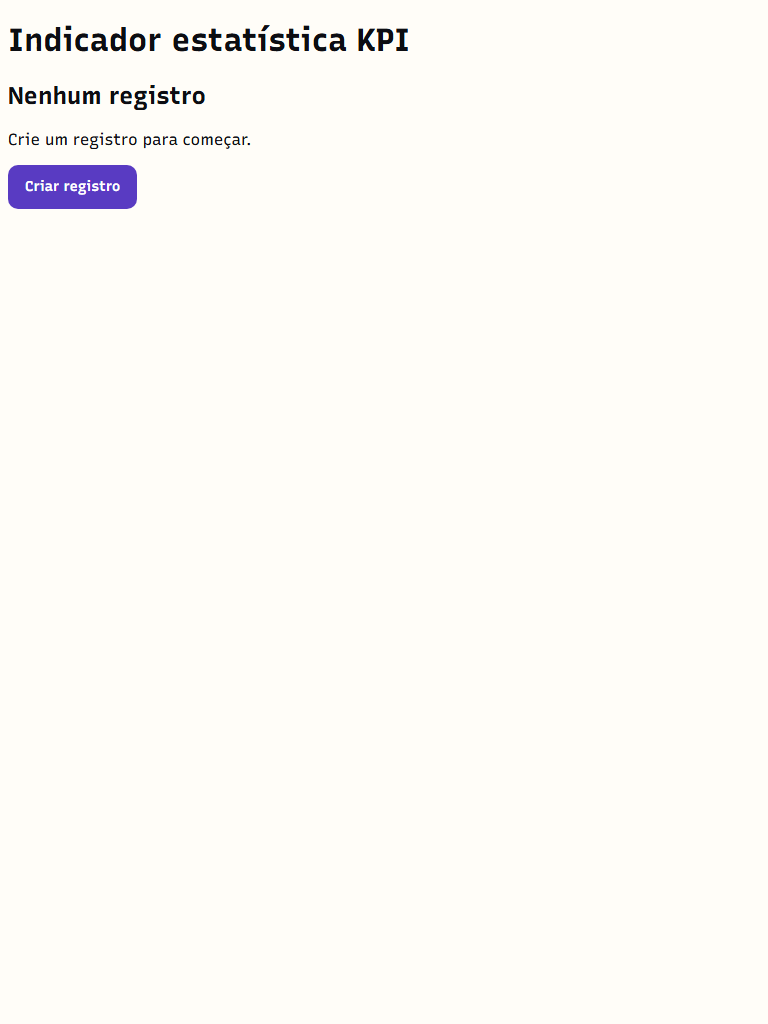 Indicador estatística KPI
Nenhum registro
Crie um registro para começar.
Criar registro